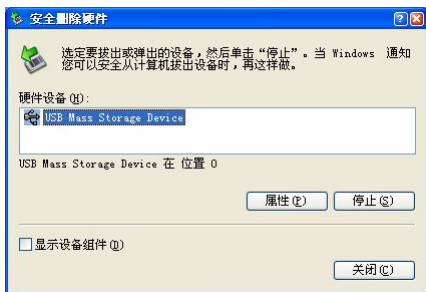 安全删除硬件
选定要拔出或弹出的设备，然后单击“停止”。当 Windows 通知
您可以安全从计算机拔出设备时，再这样做。
硬件设备(H):
USB Mass Storage Device
USB Mass Storage Device 在 位置 0
属性(P) 停止(S)
显示设备组件(D)
关闭(C)